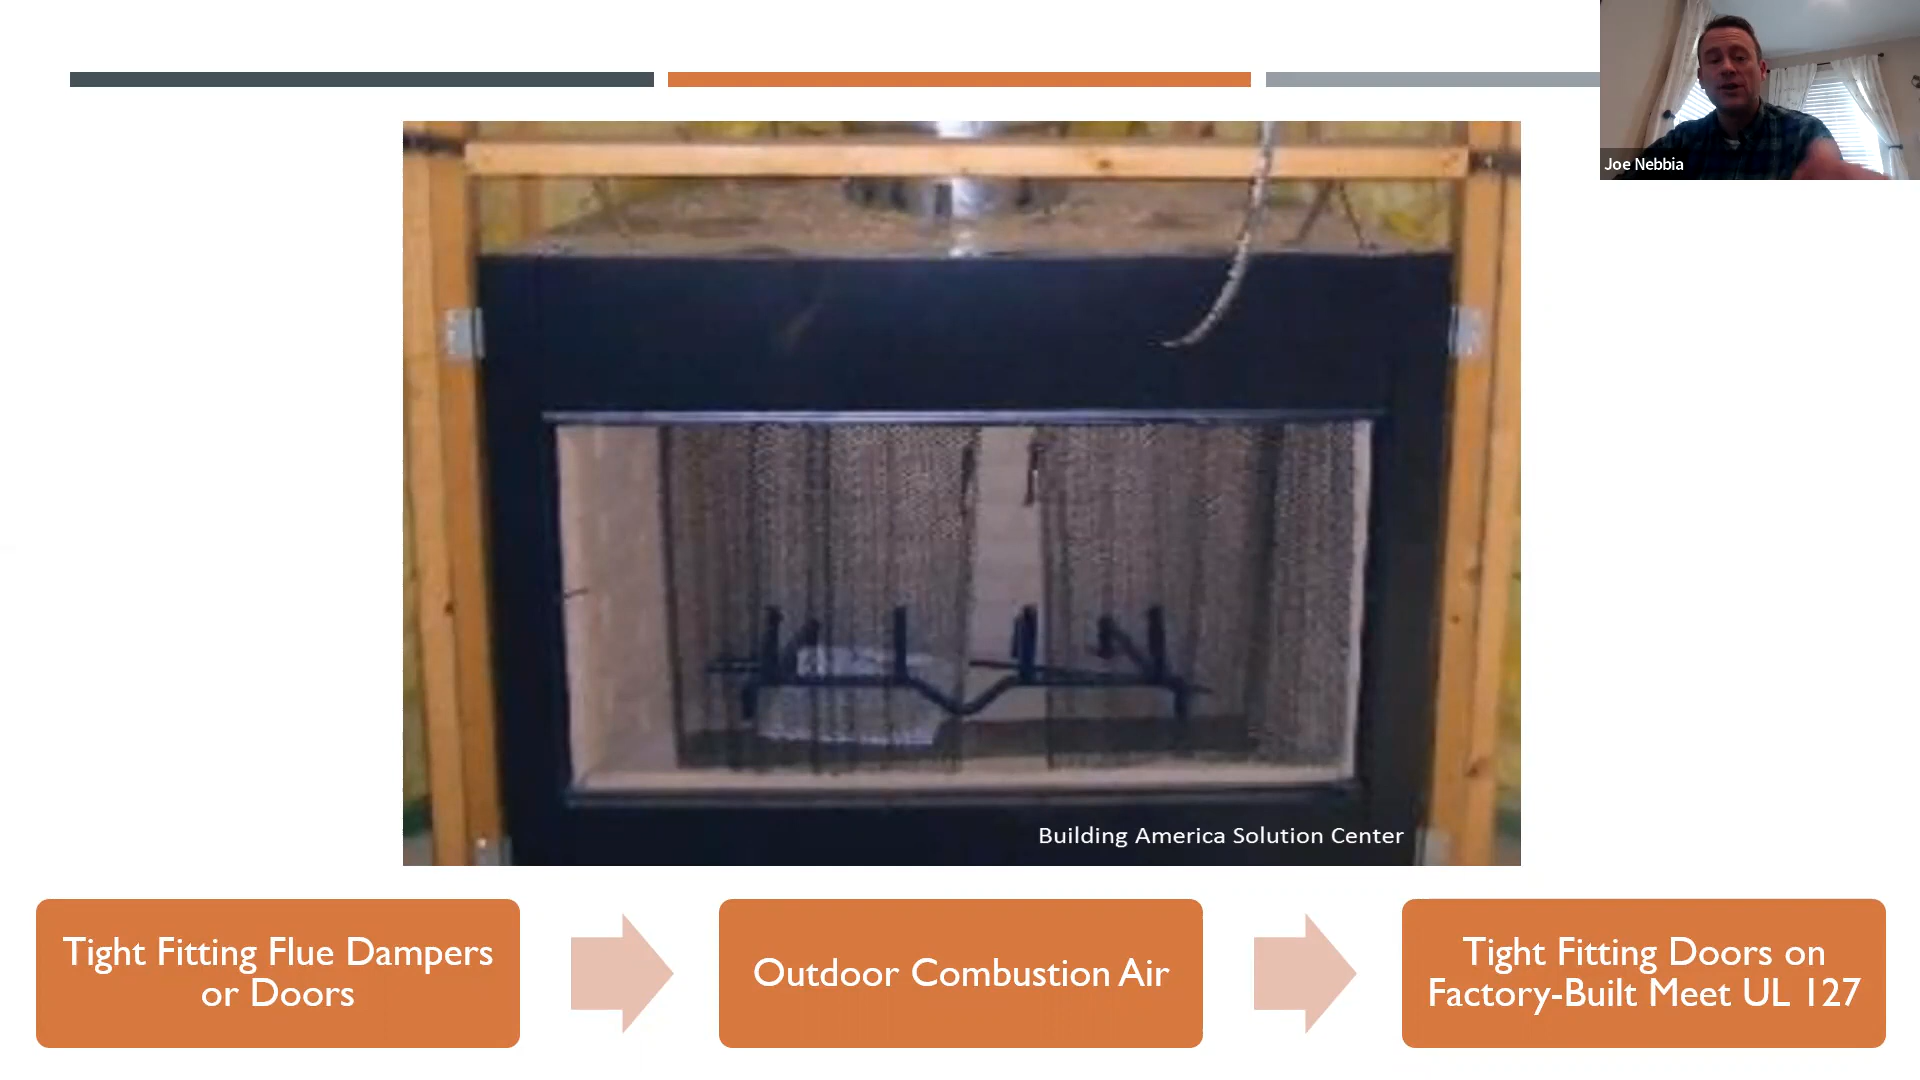 Joe Nebbia
Building America Solution Center
Tight Fitting Flue Dampers
or Doors
Outdoor Combustion Air
Tight Fitting Doors on
Factory-Built Meet UL 127